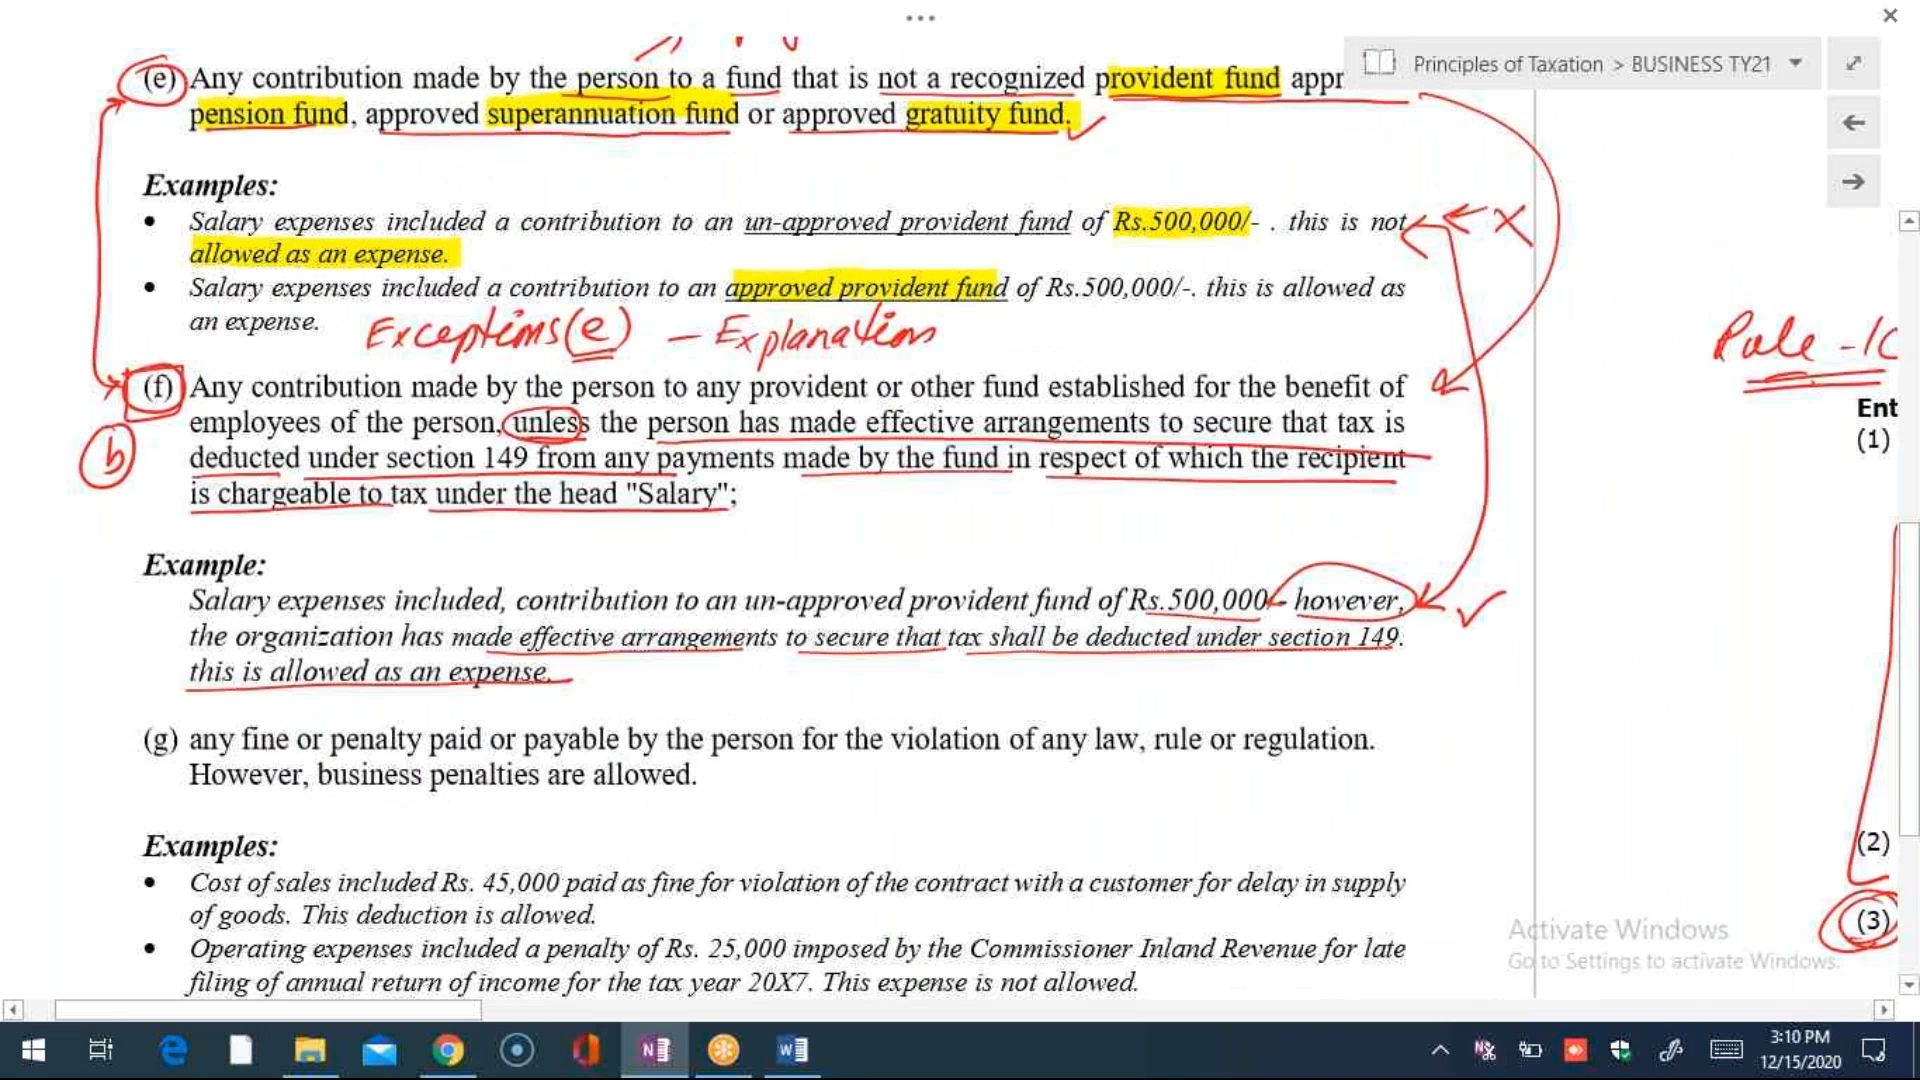 (e) Any contribution made by the person to a fund that is not a recognized provident fund appr
pension fund, approved superannuation fund or approved gratuity fund.
Principles of Taxation > BUSINESS TY21
Examples:
• Salary expenses included a contribution to an un-approved provident fund of Rs.500,000/- . this is not
allowed as an expense.
• Salary expenses included a contribution to an approved provident fund of Rs.500,000/-. this is allowed as
an expense.
Exceptions (e) – Explanation
(f) Any contribution made by the person to any provident or other fund established for the benefit of
employees of the person, unless the person has made effective arrangements to secure that tax is
deducted under section 149 from any payments made by the fund in respect of which the recipient
is chargeable to tax under the head "Salary";
b
Example:
Salary expenses included, contribution to an un-approved provident fund of Rs.500,000/- however,
the organization has made effective arrangements to secure that tax shall be deducted under section 149.
this is allowed as an expense.
(g) any fine or penalty paid or payable by the person for the violation of any law, rule or regulation.
However, business penalties are allowed.
Examples:
• Cost of sales included Rs. 45,000 paid as fine for violation of the contract with a customer for delay in supply
of goods. This deduction is allowed.
• Operating expenses included a penalty of Rs. 25,000 imposed by the Commissioner Inland Revenue for late
filing of annual return of income for the tax year 20X7. This expense is not allowed.
Rule -10
Ent
(1)
(2)
(3)
Activate Windows
Go to Settings to activate Windows.
3:10 PM
12/15/2020